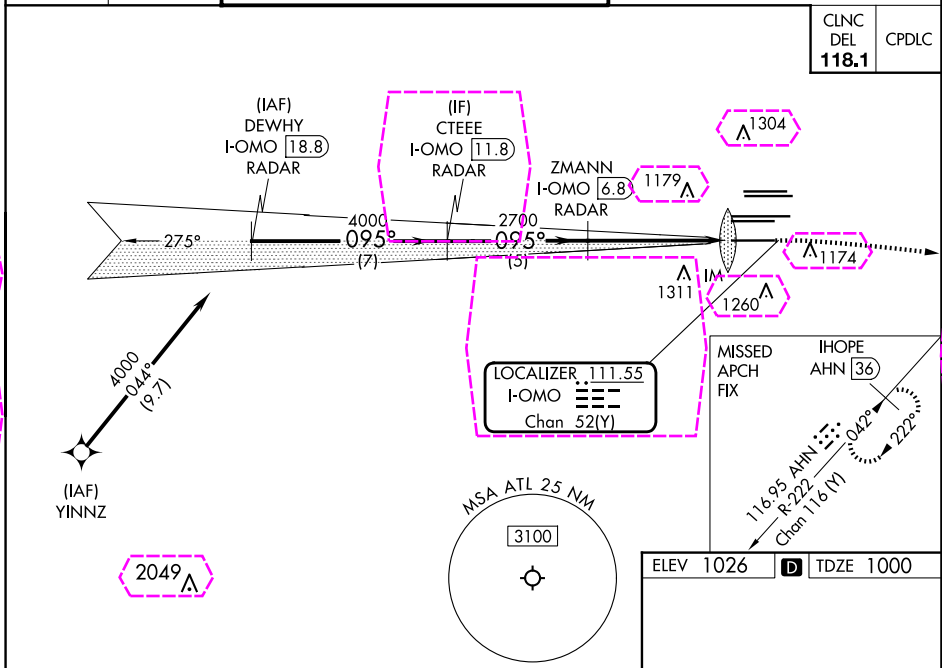 CLNC
DEL
118.1
CPDLC
(IAF)
DEWHY
I-OMO 18.8
RADAR
(IF)
CTEEE
I-OMO 11.8
RADAR
ZMANN
I-OMO 6.8
RADAR
1304
1179
4000
2700
275°
095°
095°
(7)
(5)
1174
1311
IM
1260
4000
044°
(9.7)
(IAF)
YINNZ
LOCALIZER 111.55
I-OMO
Chan 52(Y)
MISSED
APCH
FIX
IHOPE
AHN 36
042°
222°
116.95 AHN
R-222
Chan 116 (Y)
MSA ATL 25 NM
3100
2049
ELEV 1026 D TDZE 1000